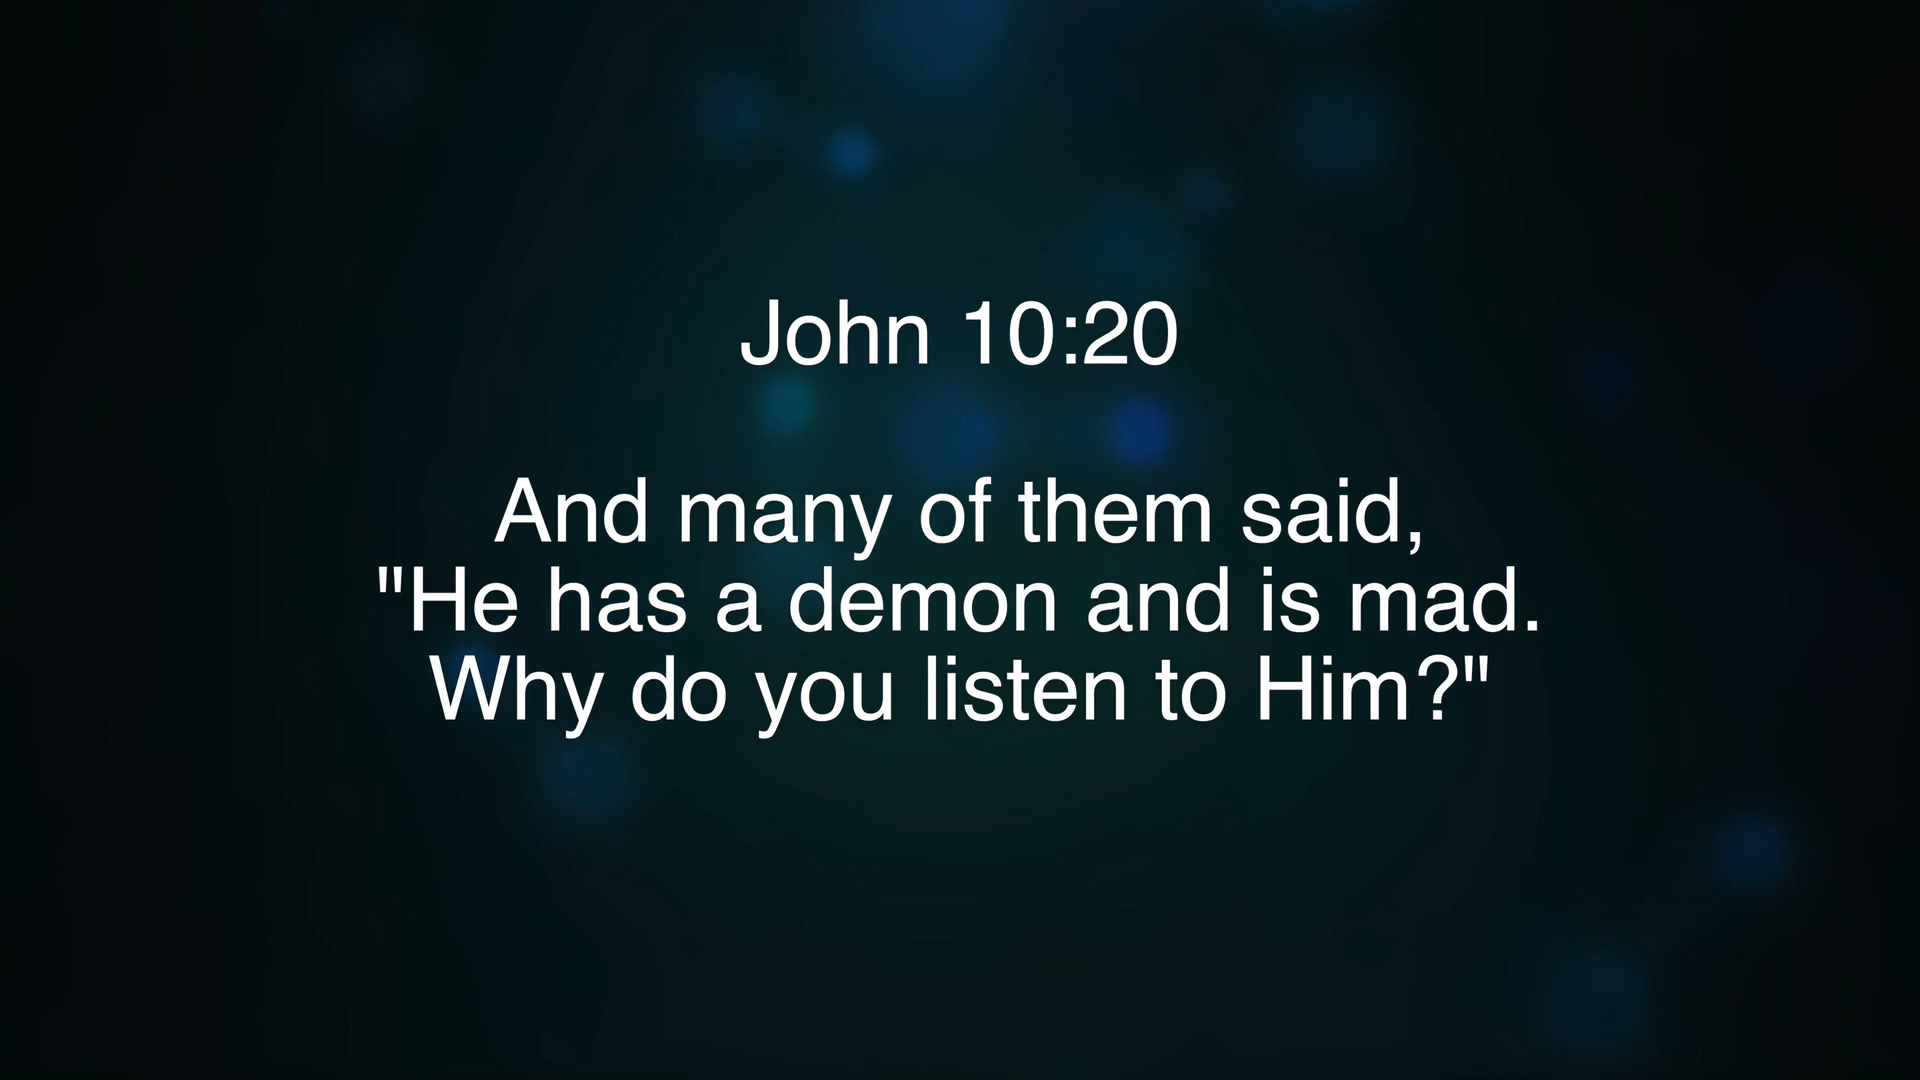 John 10:20
And many of them said,
"He has a demon and is mad.
Why do you listen to Him?"